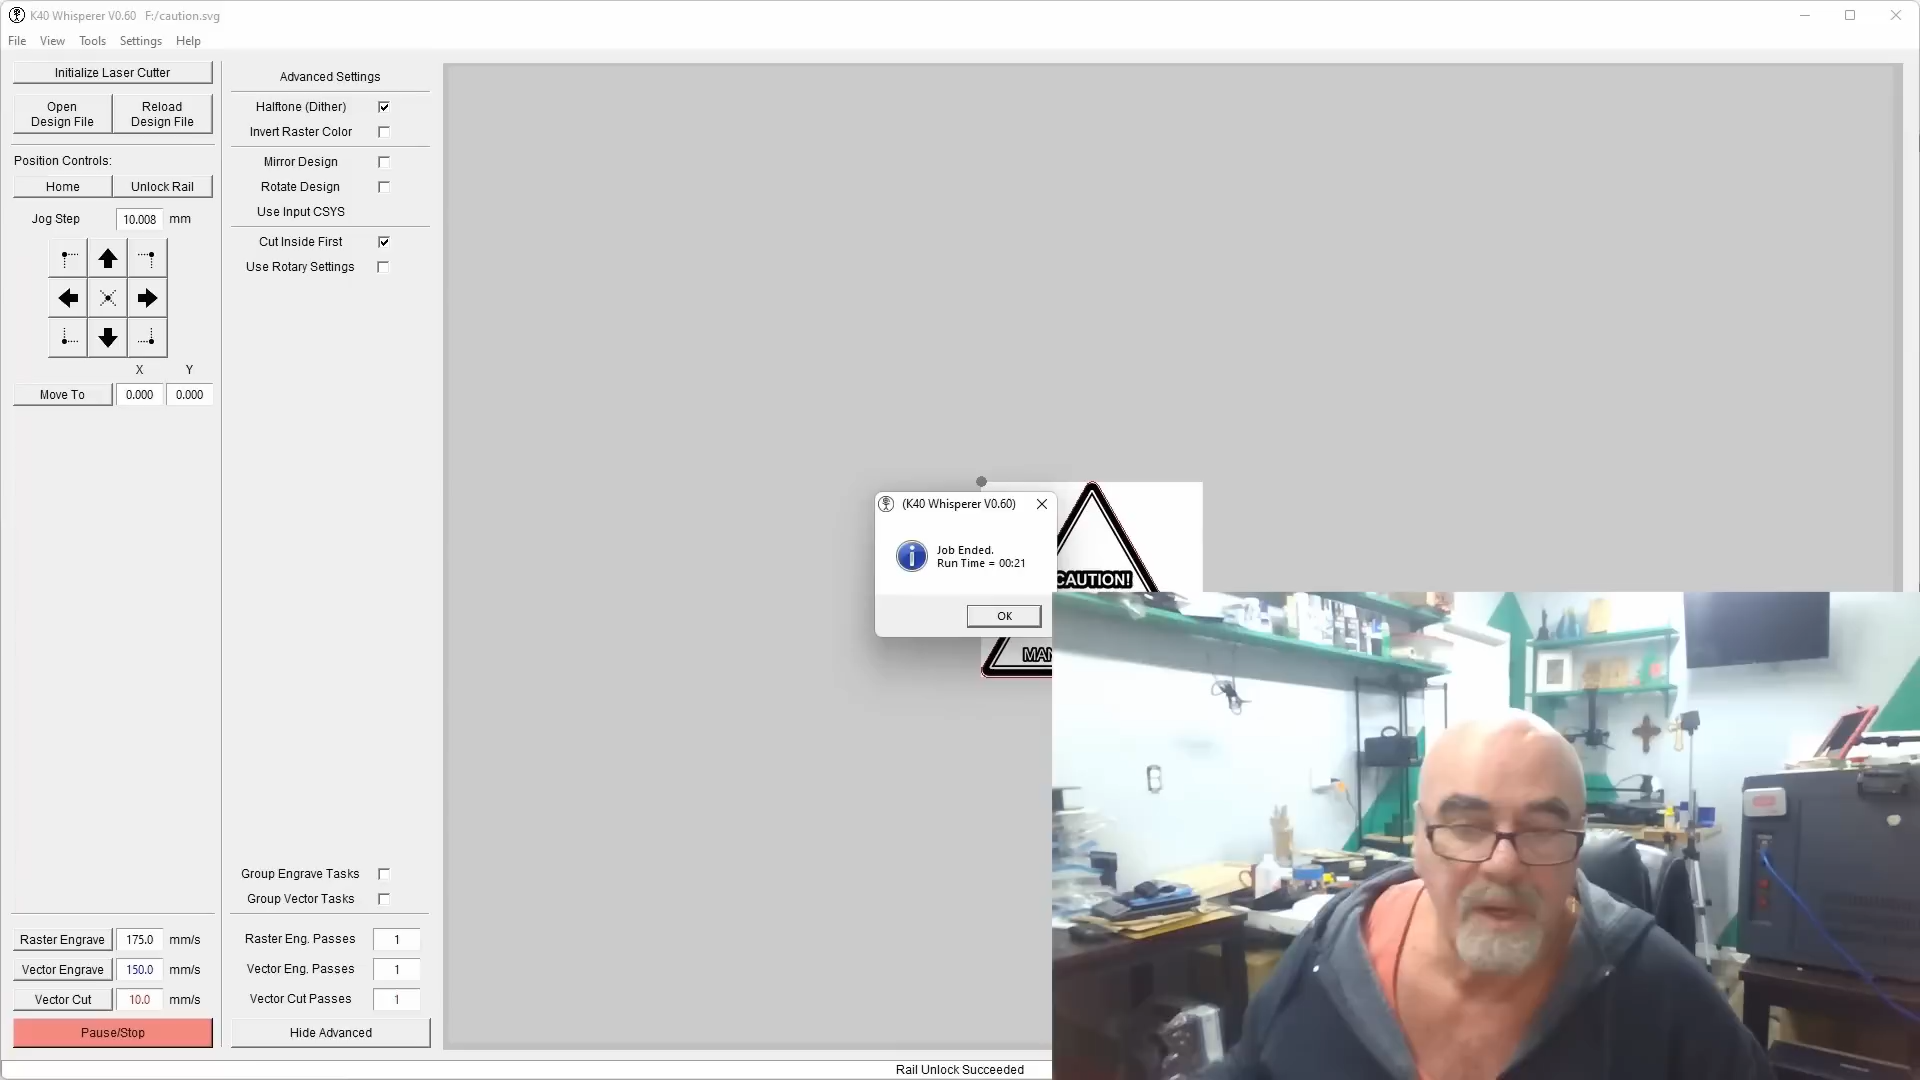 K40 Whisperer V0.60 F:/caution.svg
File View Tools Settings Help
Initialize Laser Cutter
Open
Design File
Reload
Design File
Position Controls:
Home
Unlock Rail
Jog Step 10.008 mm
X Y
Move To 0.000 0.000
Raster Engrave 175.0 mm/s
Vector Engrave 150.0 mm/s
Vector Cut 10.0 mm/s
Pause/Stop
Advanced Settings
Halftone (Dither)
Invert Raster Color
Mirror Design
Rotate Design
Use Input CSYS
Cut Inside First
Use Rotary Settings
Group Engrave Tasks
Group Vector Tasks
Raster Eng. Passes 1
Vector Eng. Passes 1
Vector Cut Passes 1
Hide Advanced
(K40 Whisperer V0.60)
Job Ended.
Run Time = 00:21
OK
CAUTION!
MAN
Rail Unlock Succeeded